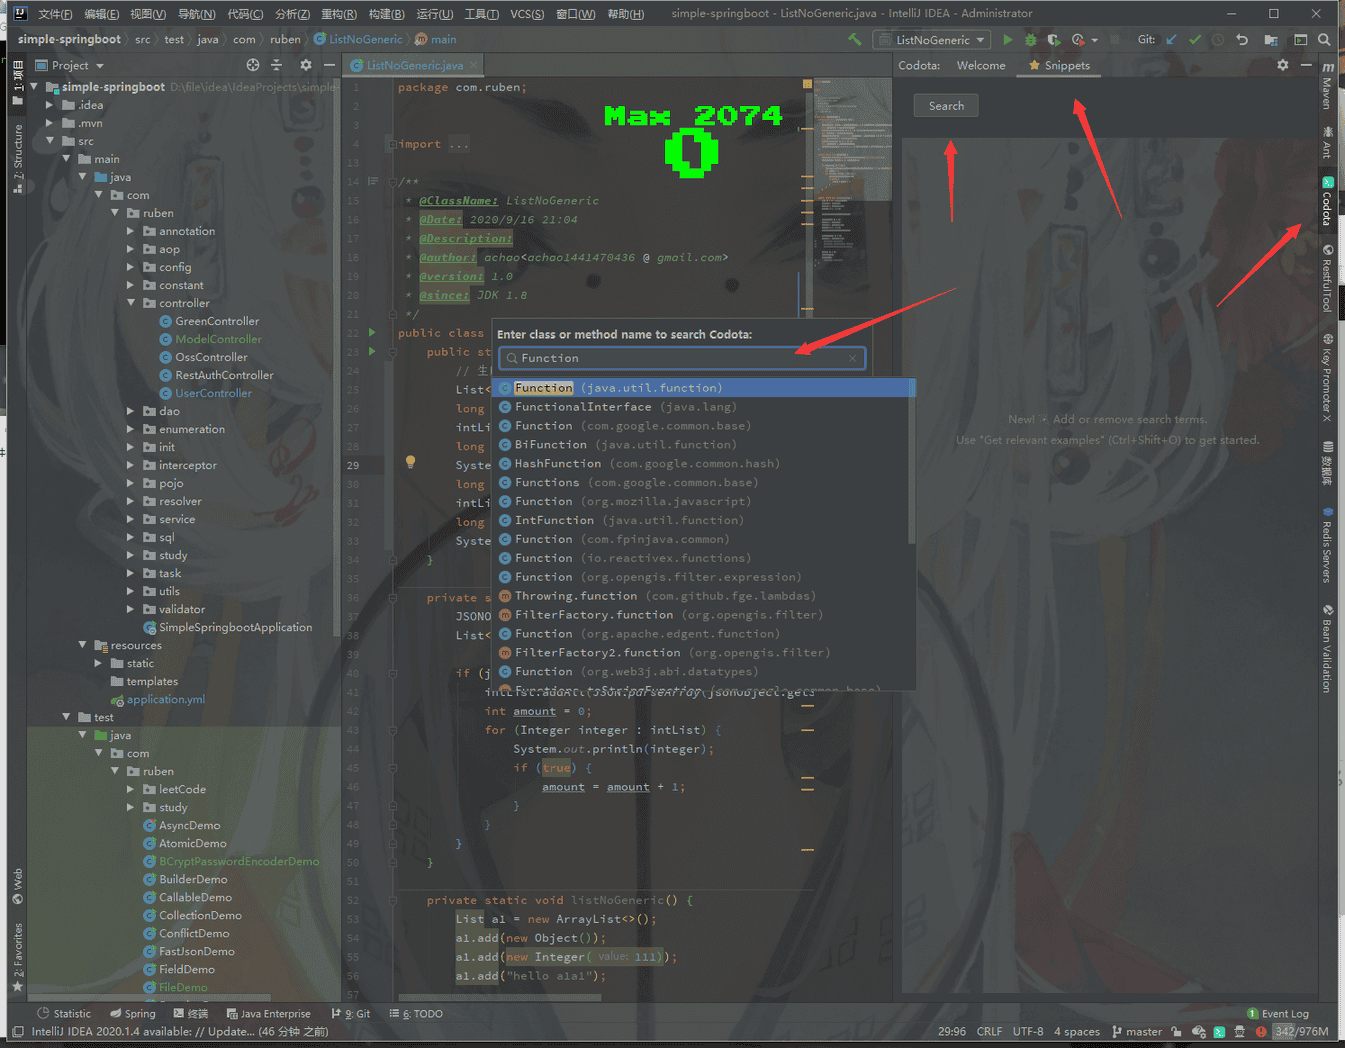 文件(F) 编辑(E) 视图(V) 导航(N) 代码(C) 分析(Z) 重构(R) 构建(B) 运行(U) 工具(T) VCS(S) 窗口(W) 帮助(H) simple-springboot - ListNoGeneric.java - IntelliJ IDEA - Administrator
simple-springboot src test java com ruben ListNoGeneric main ListNoGeneric Git:
Project ListNoGeneric.java Codota: Welcome Snippets
simple-springboot D:\file\idea\IdeaProjects\simple-
.idea
.mvn
src
main
java
com
ruben
annotation
aop
config
constant
controller
GreenController
ModelController
OssController
RestAuthController
UserController
dao
enumeration
init
interceptor
pojo
resolver
service
sql
study
task
utils
validator
SimpleSpringbootApplication
resources
static
templates
application.yml
test
java
com
ruben
leetCode
study
AsyncDemo
AtomicDemo
BCryptPasswordEncoderDemo
BuilderDemo
CallableDemo
CollectionDemo
ConflictDemo
FastJsonDemo
FieldDemo
FileDemo
1: 项目
7: Structure
Web
2: Favorites
1 package com.ruben;
2
4 import ...
13
14 /**
15 * @ClassName: ListNoGeneric
16 * @Date: 2020/9/16 21:04
17 * @Description:
18 * @author: achao<achao1441470436 @ gmail.com>
19 * @version: 1.0
20 * @since: JDK 1.8
21 */
22 public class
23 public st
24 // 生
25 List<
26 long
27 intLi
28 long
29 Syste
30 long
31 intLi
32 long
33 Syste
34 }
35
36 private s
37 JSONO
38 List<
39
40 if (j
41 intList.addAll(JSON.parseArray(jsonObject.gets
42 int amount = 0;
43 for (Integer integer : intList) {
44 System.out.println(integer);
45 if (true) {
46 amount = amount + 1;
47 }
48 }
49 }
50 }
51
52 private static void listNoGeneric() {
53 List al = new ArrayList<>();
54 al.add(new Object());
55 al.add(new Integer( value: 111));
56 al.add("hello a1a1");
57
Max 2074
0
Enter class or method name to search Codota:
Function
Function (java.util.function)
FunctionalInterface (java.lang)
Function (com.google.common.base)
BiFunction (java.util.function)
HashFunction (com.google.common.hash)
Functions (com.google.common.base)
Function (org.mozilla.javascript)
IntFunction (java.util.function)
Function (com.fpinjava.common)
Function (io.reactivex.functions)
Function (org.opengis.filter.expression)
Throwing.function (com.github.fge.lambdas)
FilterFactory.function (org.opengis.filter)
Function (org.apache.edgent.function)
FilterFactory2.function (org.opengis.filter)
Function (org.web3j.abi.datatypes)
Search
New! Add or remove search terms.
Use "Get relevant examples" (Ctrl+Shift+O) to get started.
Maven
Ant
Codota
RestfulTool
Key Promoter X
数据库
Redis Servers
Bean Validation
Statistic Spring 终端 Java Enterprise 9: Git 6: TODO 1 Event Log
IntelliJ IDEA 2020.1.4 available: // Update... (46 分钟 之前) 29:96 CRLF UTF-8 4 spaces master 342/976M